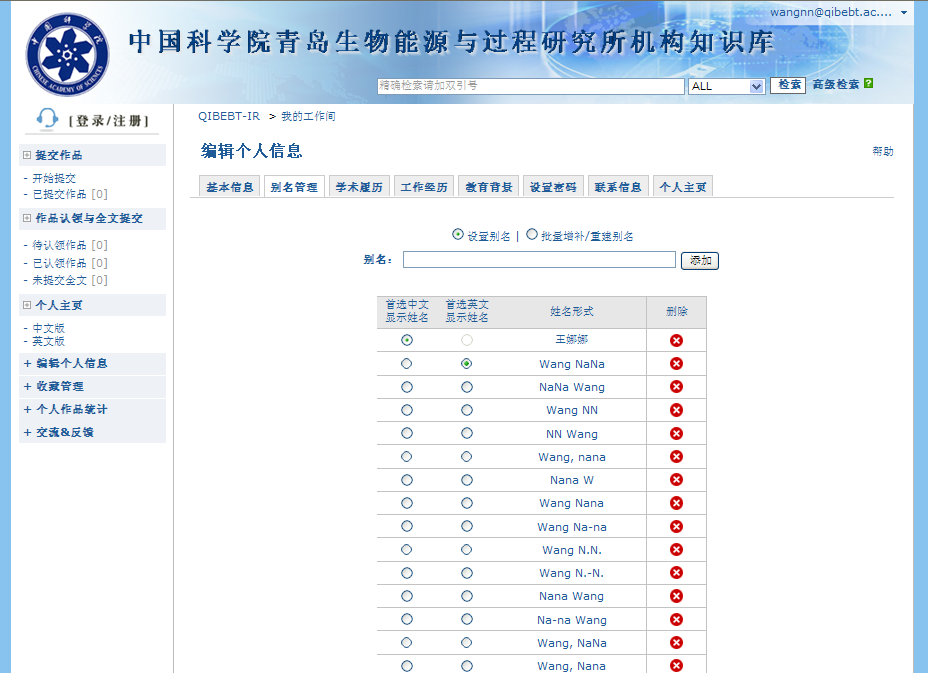 wangnn@qibebt.ac....
中国科学院
CHINESE ACADEMY OF SCIENCES
中国科学院青岛生物能源与过程研究所机构知识库
精确检索请加双引号
ALL
检索
高级检索 ?
[登录/注册]
QIBEBT-IR > 我的工作间
编辑个人信息
帮助
提交作品
- 开始提交
- 已提交作品 [0]
作品认领与全文提交
- 待认领作品 [0]
- 已认领作品 [0]
- 未提交全文 [0]
个人主页
- 中文版
- 英文版
+ 编辑个人信息
+ 收藏管理
+ 个人作品统计
+ 交流&反馈
基本信息 别名管理 学术履历 工作经历 教育背景 设置密码 联系信息 个人主页
设置别名 | 批量增补/重建别名
别名: 添加
首选中文显示姓名 首选英文显示姓名 姓名形式 删除
王娜娜
Wang NaNa
NaNa Wang
Wang NN
NN Wang
Wang, nana
Nana W
Wang Nana
Wang Na-na
Wang N.N.
Wang N.-N.
Nana Wang
Na-na Wang
Wang, NaNa
Wang, Nana